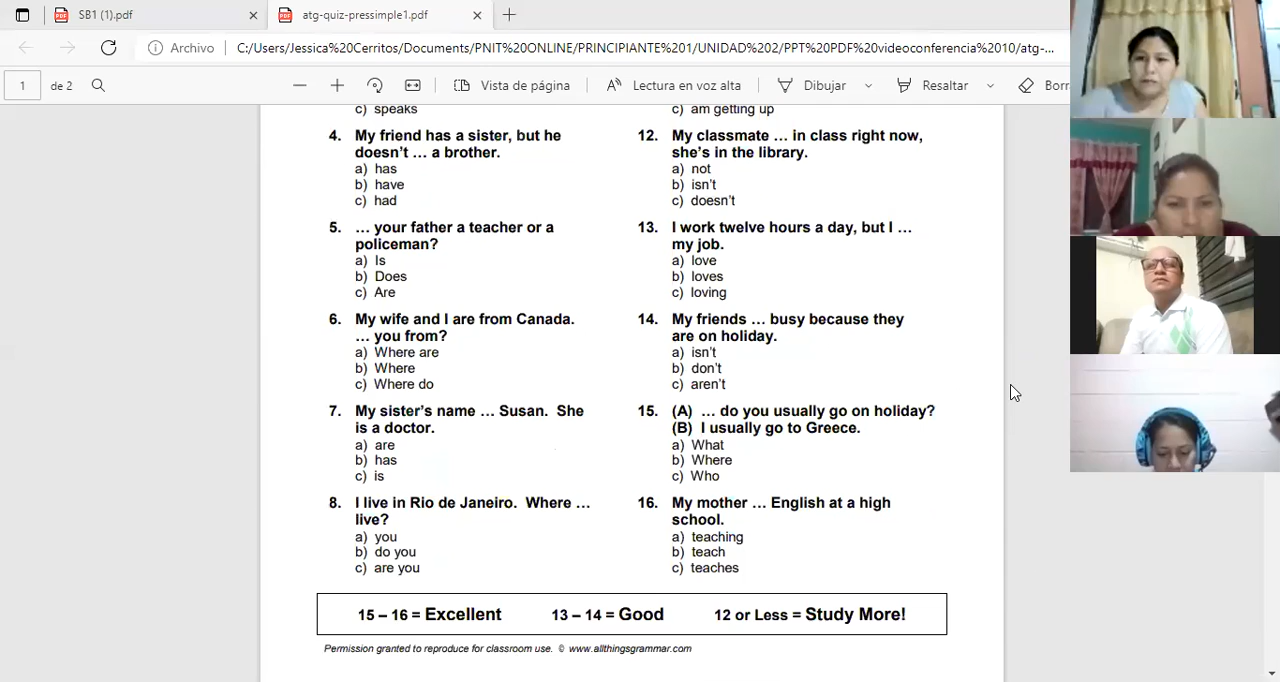 SB1 (1).pdf
atg-quiz-pressimple1.pdf
Archivo
C:/Users/Jessica%20Cerritos/Documents/PNIT%20ONLINE/PRINCIPIANTE%201/UNIDAD%202/PPT%20PDF%20videoconferencia%2010/atg-...
1 de 2
Vista de página
Lectura en voz alta
Dibujar
Resaltar
Bor
c) speaks
4. My friend has a sister, but he
doesn't … a brother.
a) has
b) have
c) had
5. … your father a teacher or a
policeman?
a) Is
b) Does
c) Are
6. My wife and I are from Canada.
… you from?
a) Where are
b) Where
c) Where do
7. My sister's name … Susan. She
is a doctor.
a) are
b) has
c) is
8. I live in Rio de Janeiro. Where …
live?
a) you
b) do you
c) are you
c) am getting up
12. My classmate … in class right now,
she's in the library.
a) not
b) isn't
c) doesn't
13. I work twelve hours a day, but I …
my job.
a) love
b) loves
c) loving
14. My friends … busy because they
are on holiday.
a) isn't
b) don't
c) aren't
15. (A) … do you usually go on holiday?
(B) I usually go to Greece.
a) What
b) Where
c) Who
16. My mother … English at a high
school.
a) teaching
b) teach
c) teaches
15 – 16 = Excellent 13 – 14 = Good 12 or Less = Study More!
Permission granted to reproduce for classroom use. © www.allthingsgrammar.com